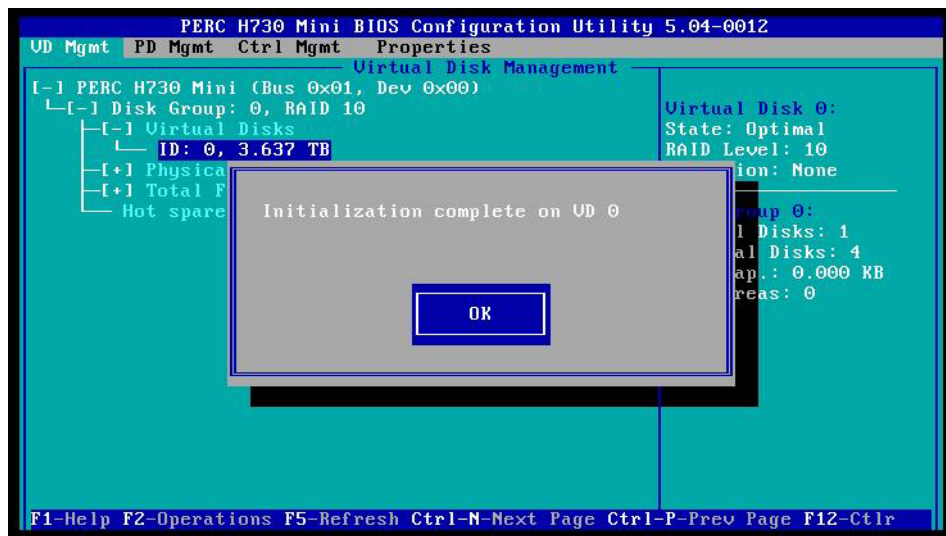 PERC H730 Mini BIOS Configuration Utility 5.04-0012
VD Mgmt PD Mgmt Ctrl Mgmt Properties
Virtual Disk Management
[-] PERC H730 Mini (Bus 0x01, Dev 0x00)
[-] Disk Group: 0, RAID 10
[-] Virtual Disks
ID: 0, 3.637 TB
[+] Physica
[+] Total F
Hot spare
Virtual Disk 0:
State: Optimal
RAID Level: 10
ion: None
up 0:
l Disks: 1
al Disks: 4
ap.: 0.000 KB
reas: 0
Initialization complete on VD 0
OK
F1-Help F2-Operations F5-Refresh Ctrl-N-Next Page Ctrl-P-Prev Page F12-Ctlr